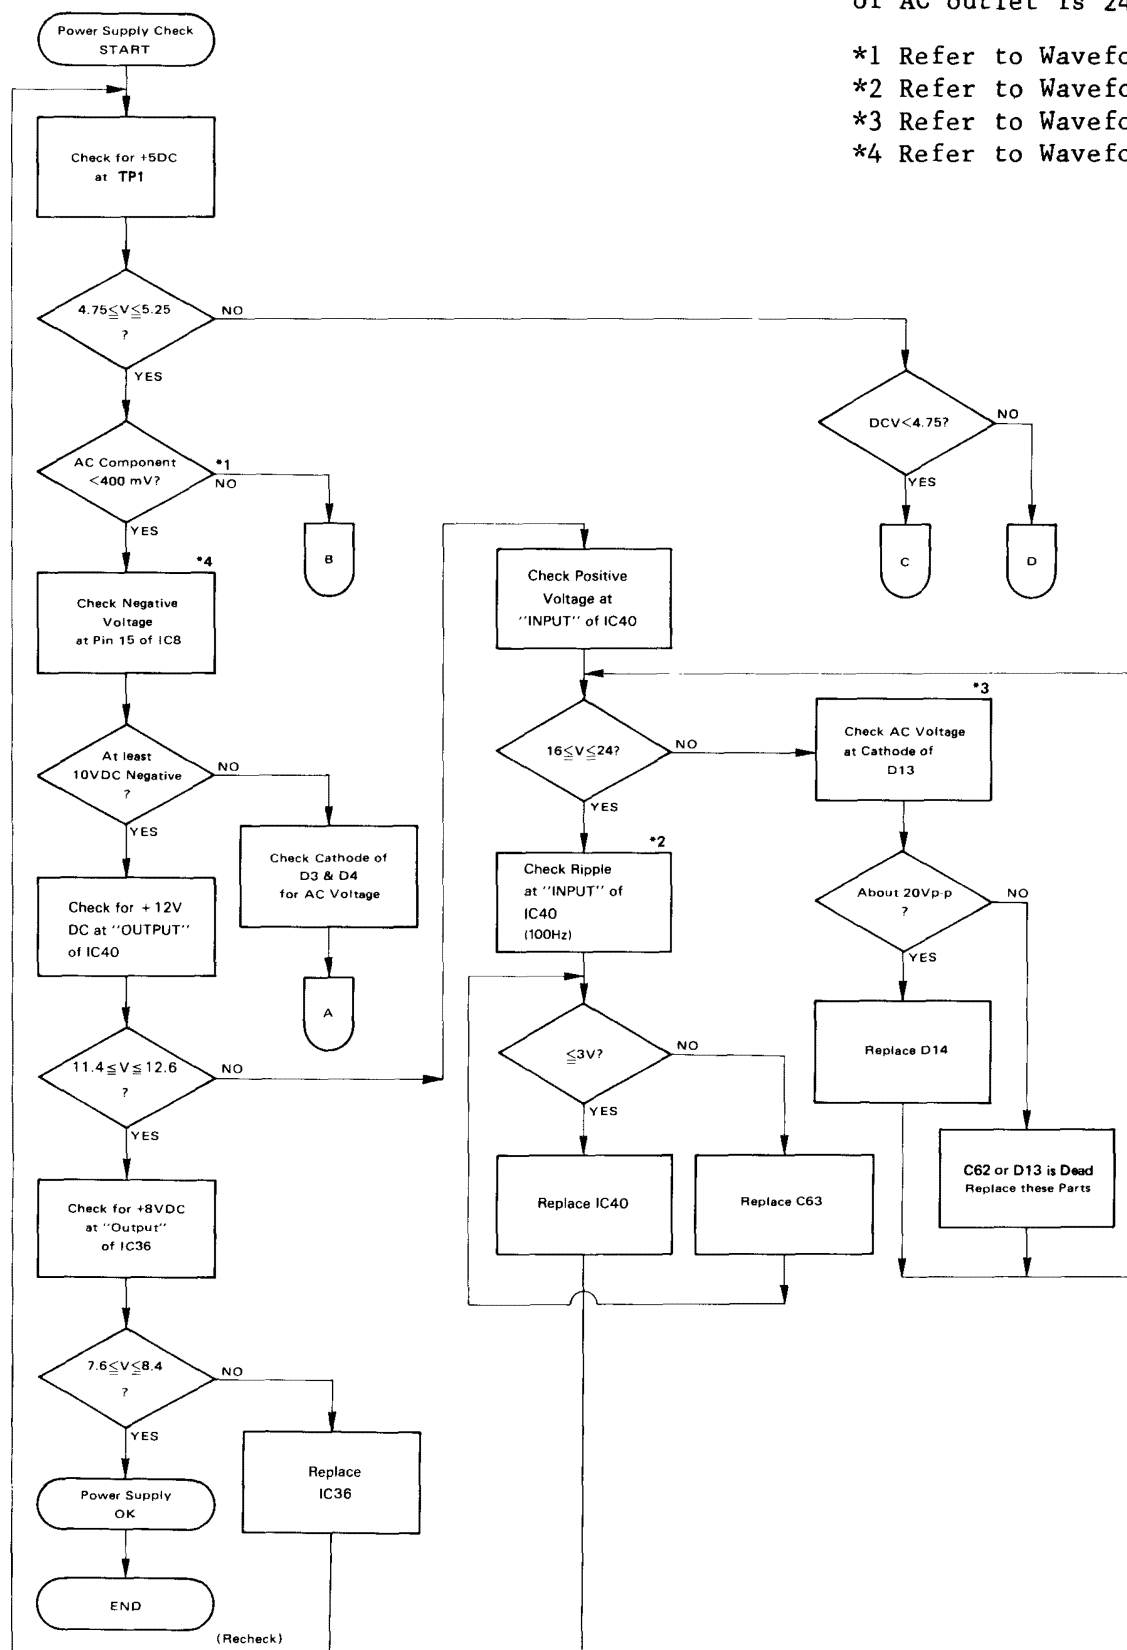 of AC outlet is 24
*1 Refer to Wavefo
*2 Refer to Wavefo
*3 Refer to Wavefo
*4 Refer to Wavefo
Power Supply Check
START
Check for +5DC
at TP1
4.75≦V≦5.25
?
NO
YES
DCV<4.75?
NO
YES
C
D
AC Component
<400 mV?
*1
NO
YES
B
*4
Check Negative
Voltage
at Pin 15 of IC8
At least
10VDC Negative
?
NO
YES
Check Cathode of
D3 & D4
for AC Voltage
A
Check for + 12V
DC at "OUTPUT"
of IC40
11.4≦V≦12.6
?
NO
YES
Check for +8VDC
at "Output"
of IC36
7.6≦V≦8.4
?
NO
YES
Replace
IC36
Power Supply
OK
END
(Recheck)
Check Positive
Voltage at
"INPUT" of IC40
16≦V≦24?
NO
YES
*2
Check Ripple
at "INPUT" of
IC40
(100Hz)
≦3V?
NO
YES
Replace IC40
Replace C63
*3
Check AC Voltage
at Cathode of
D13
About 20Vp-p
?
NO
YES
Replace D14
C62 or D13 is Dead
Replace these Parts